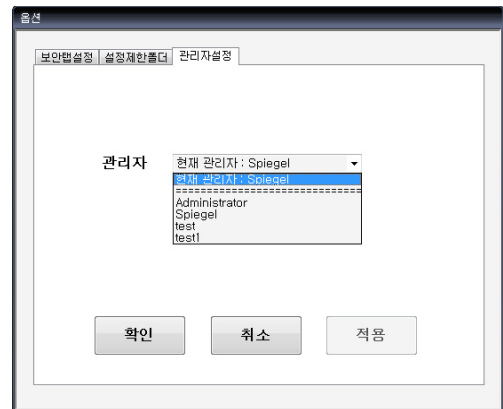 옵션
보안탭설정 설정제한폴더 관리자설정
관리자 현재 관리자 : Spiegel
현재 관리자 : Spiegel
==============================
Administrator
Spiegel
test
test1
확인 취소 적용